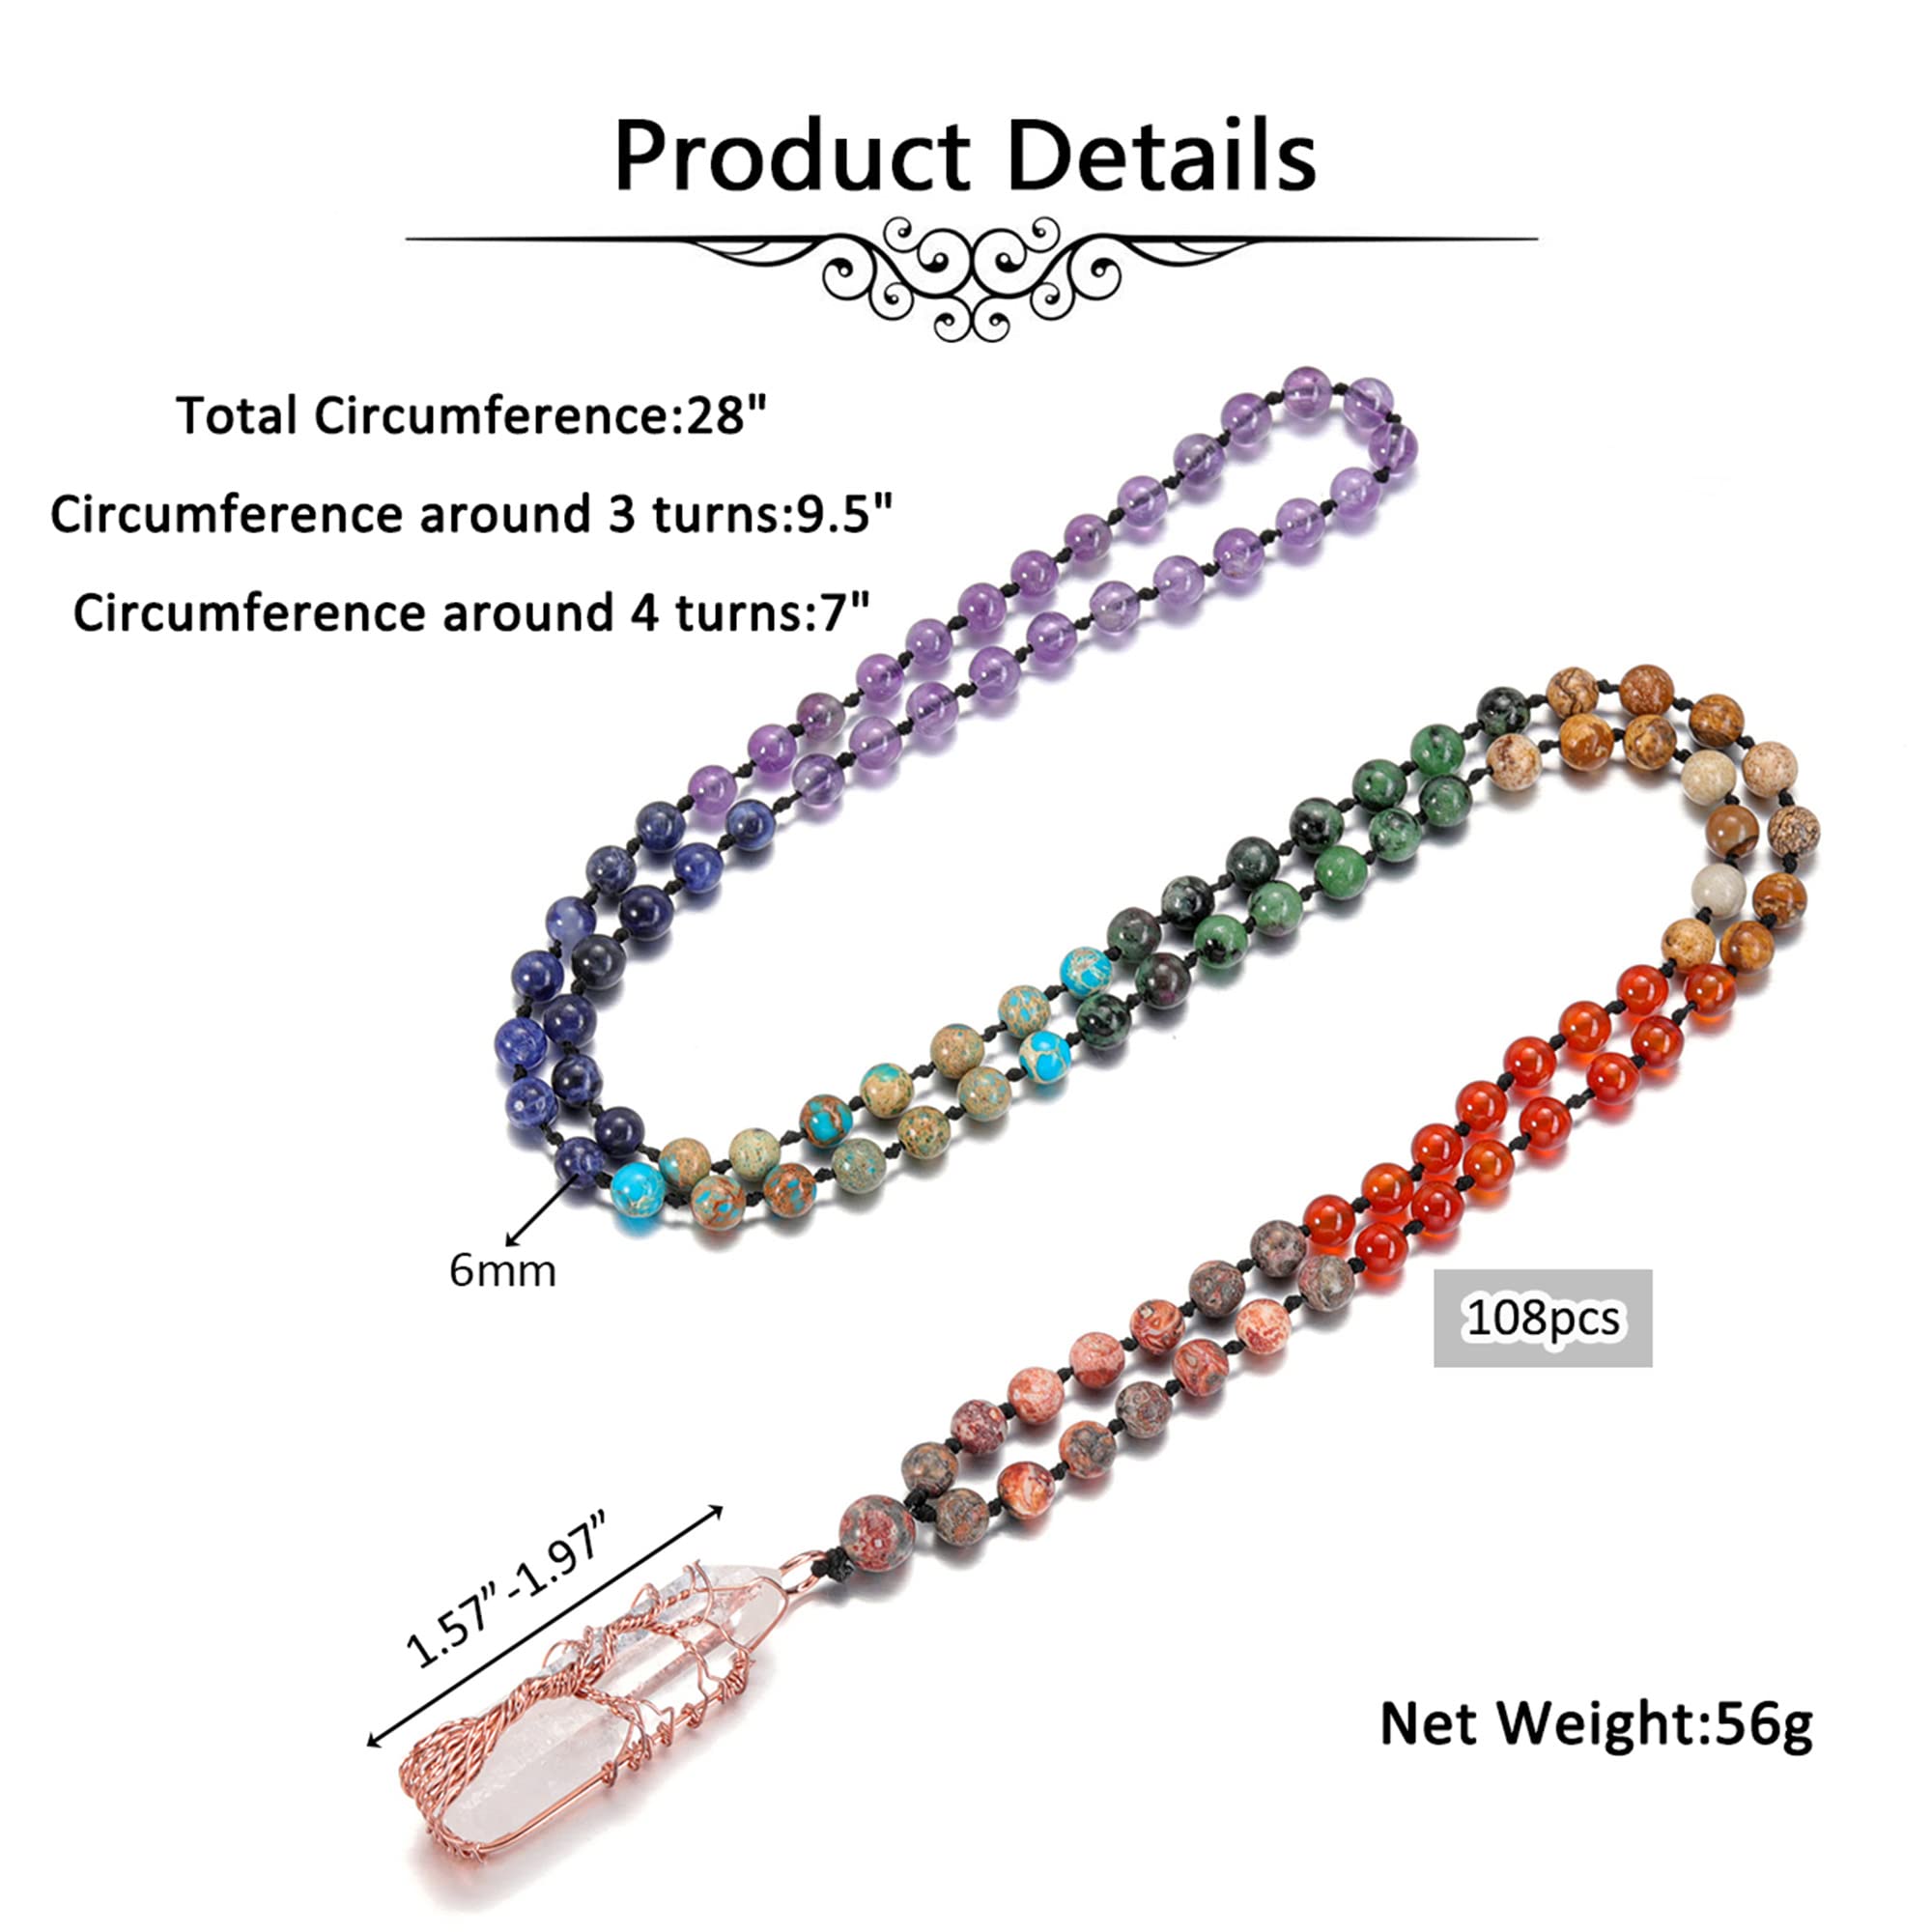 Product Details
Total Circumference:28"
Circumference around 3 turns:9.5"
Circumference around 4 turns:7"
6mm
108pcs
1.57”-1.97”
Net Weight:56g